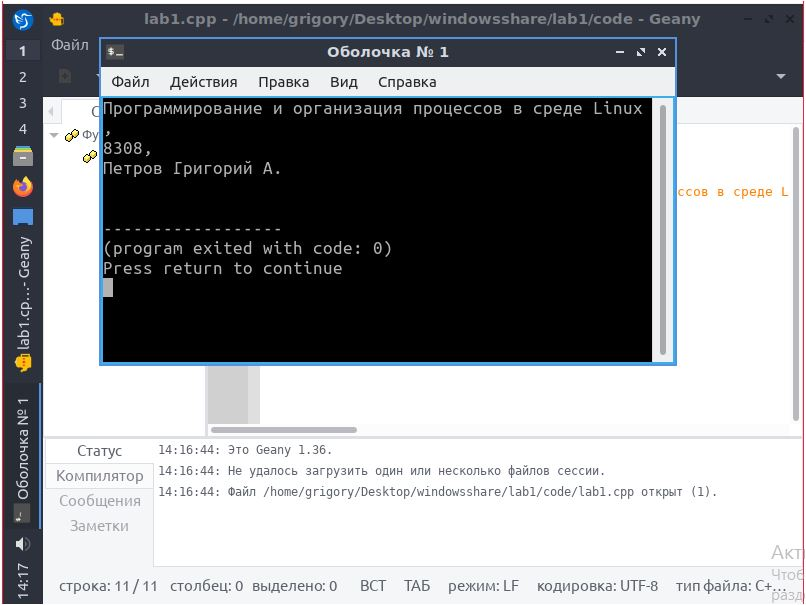 lab1.cpp - /home/grigory/Desktop/windowsshare/lab1/code - Geany
1
Файл
2
3
4
Оболочка № 1
Файл Действия Правка Вид Справка
Программирование и организация процессов в среде Linux
,
8308,
Петров Григорий А.
------------------
(program exited with code: 0)
Press return to continue
С
Фу
ссов в среде L
lab1.cp...- Geany
Оболочка № 1
14:17
Статус
Компилятор
Сообщения
Заметки
14:16:44: Это Geany 1.36.
14:16:44: Не удалось загрузить один или несколько файлов сессии.
14:16:44: Файл /home/grigory/Desktop/windowsshare/lab1/code/lab1.cpp открыт (1).
Акт
Чтоб
разд
строка: 11 / 11 столбец: 0 выделено: 0 ВСТ ТАБ режим: LF кодировка: UTF-8 тип файла: C+...